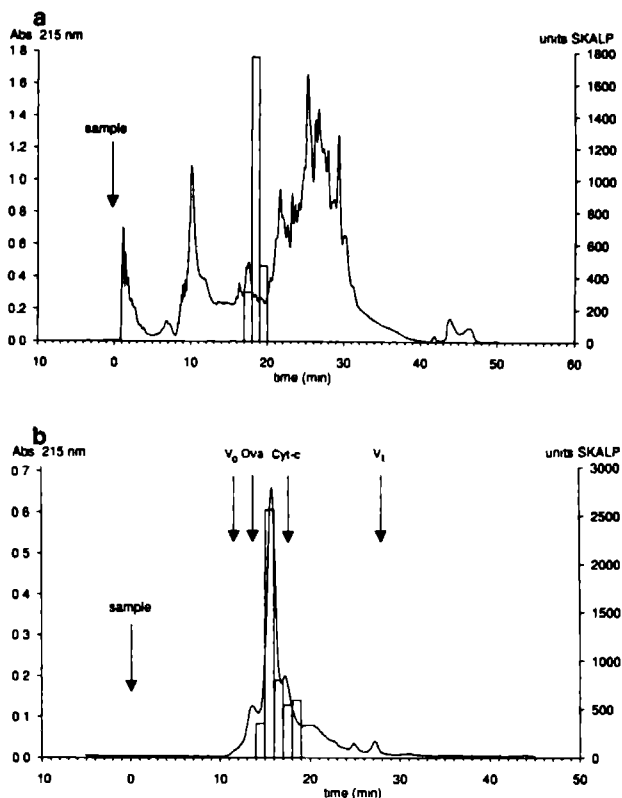 a
Abs 215 nm
units SKALP
1 8
1 6
1 4
1.2
1.0
0.8
0.6
0.4
0.2
0.0
1800
1600
1400
1200
1000
800
600
400
200
0
sample
10 0 10 20 30 40 50 60
time (min)
b
Abs 215 nm
units SKALP
V0 Ova Cyt-c Vt
0 7
0.6
0.5
0 4
0 3
0 2
0.1
0 0
3000
2500
2000
1500
1000
500
0
sample
10 0 10 20 30 40 50
time (min)